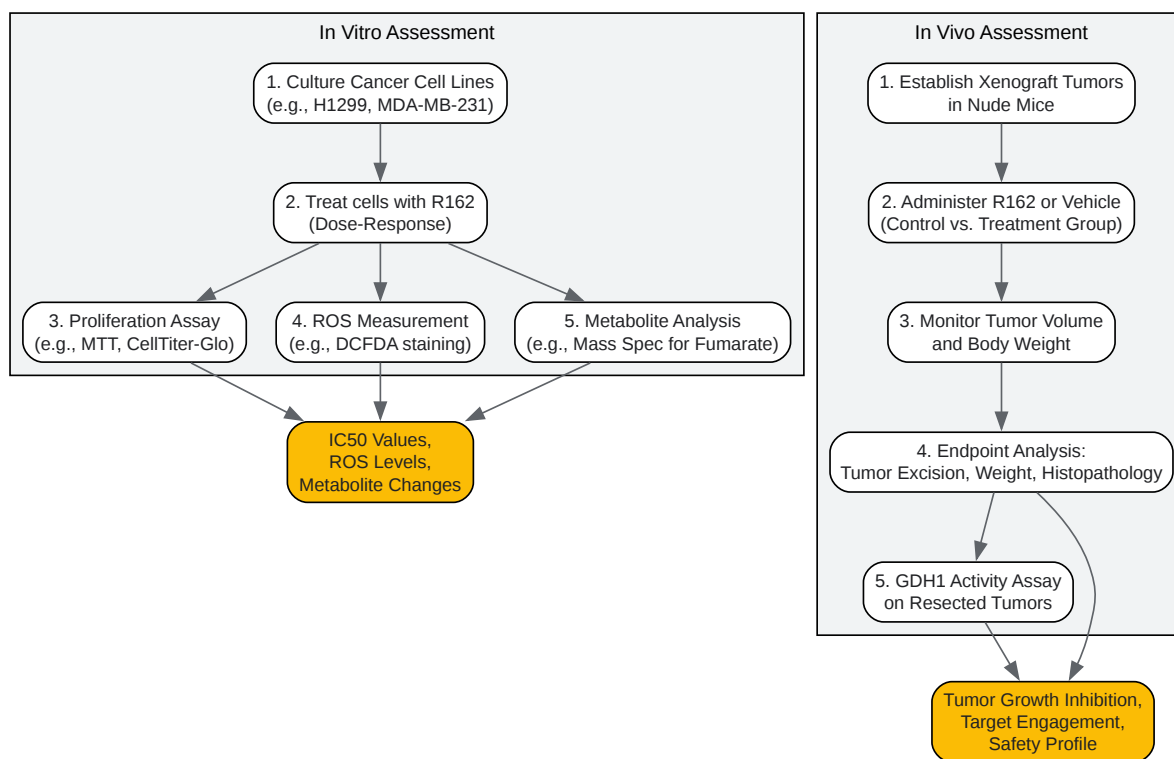 In Vitro Assessment
1. Culture Cancer Cell Lines
(e.g., H1299, MDA-MB-231)
2. Treat cells with R162
(Dose-Response)
3. Proliferation Assay
(e.g., MTT, CellTiter-Glo)
4. ROS Measurement
(e.g., DCFDA staining)
5. Metabolite Analysis
(e.g., Mass Spec for Fumarate)
IC50 Values,
ROS Levels,
Metabolite Changes
In Vivo Assessment
1. Establish Xenograft Tumors
in Nude Mice
2. Administer R162 or Vehicle
(Control vs. Treatment Group)
3. Monitor Tumor Volume
and Body Weight
4. Endpoint Analysis:
Tumor Excision, Weight, Histopathology
5. GDH1 Activity Assay
on Resected Tumors
Tumor Growth Inhibition,
Target Engagement,
Safety Profile